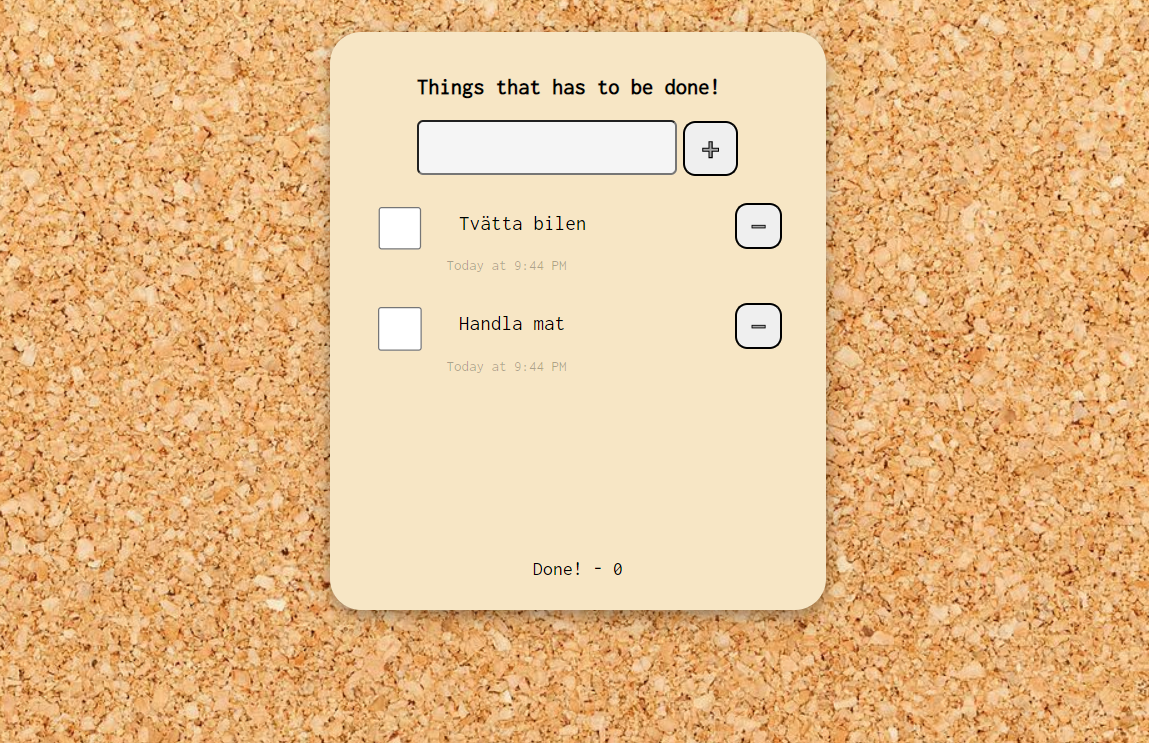 Things that has to be done!
Tvätta bilen
Today at 9:44 PM
Handla mat
Today at 9:44 PM
Done! - 0